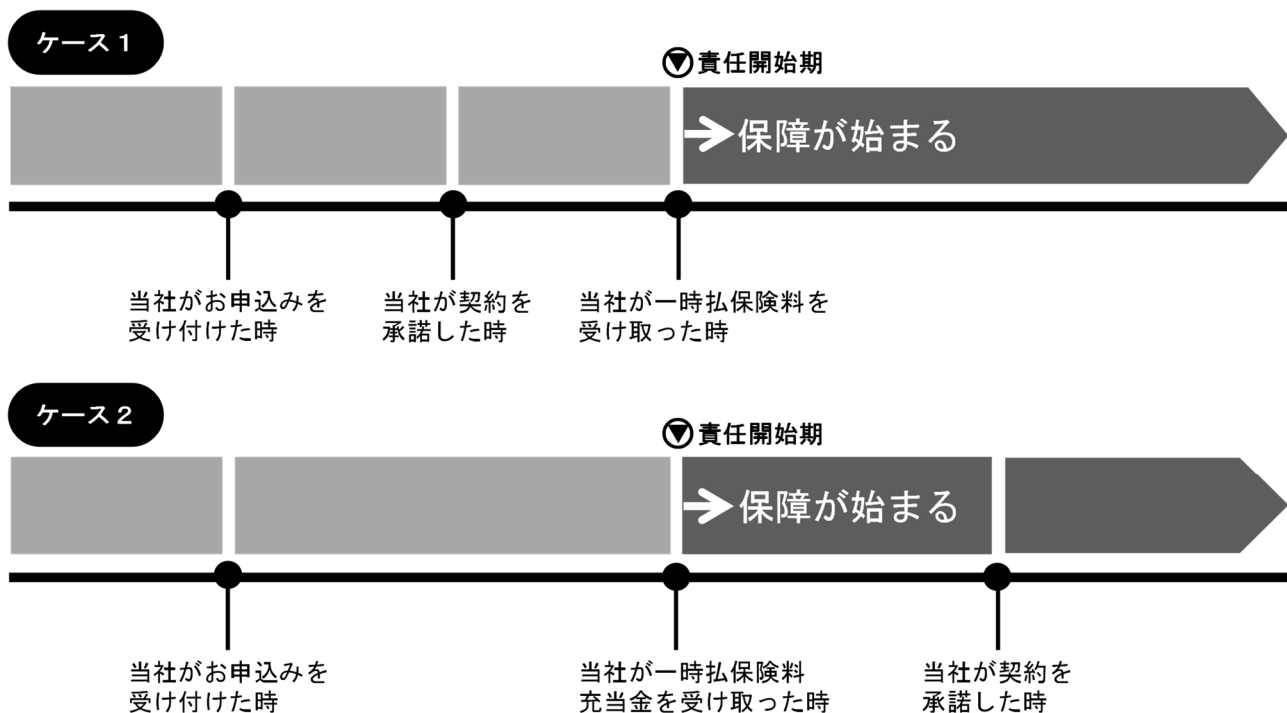 ケース1
責任開始期
保障が始まる
当社がお申込みを
受け付けた時
当社が契約を
承諾した時
当社が一時払保険料を
受け取った時
ケース2
責任開始期
保障が始まる
当社がお申込みを
受け付けた時
当社が一時払保険料
充当金を受け取った時
当社が契約を
承諾した時